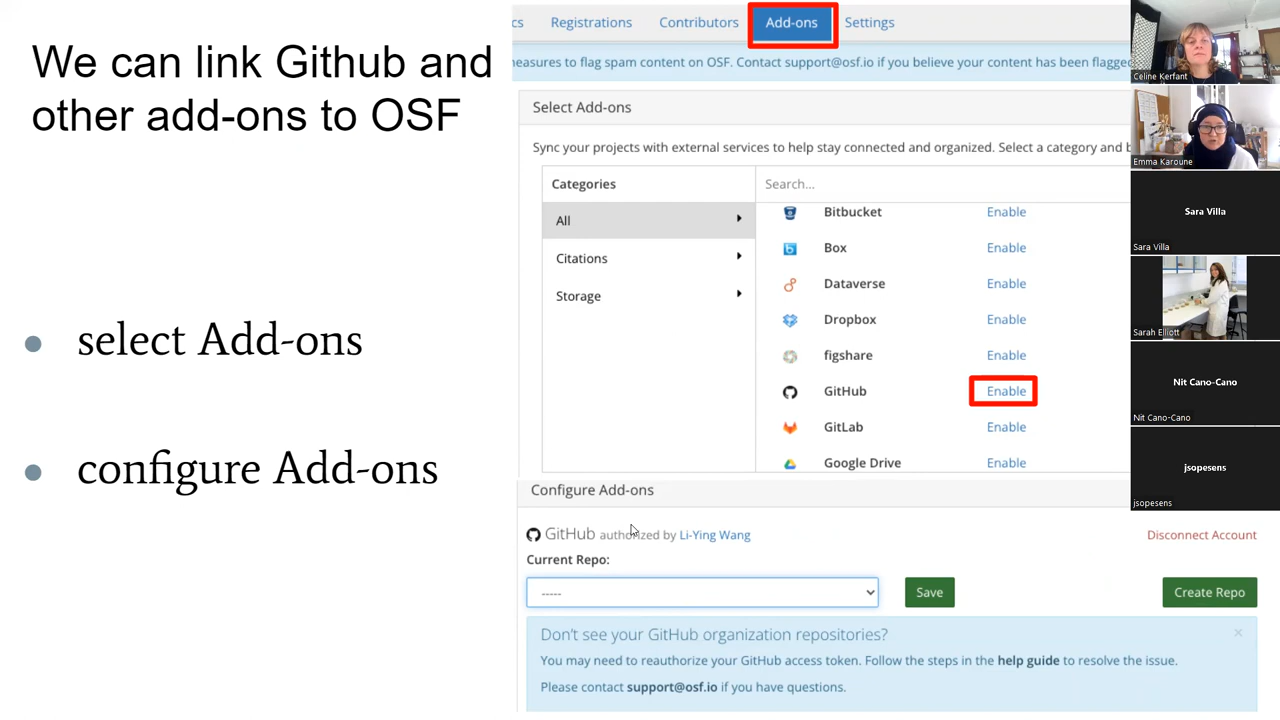 We can link Github and
other add-ons to OSF
select Add-ons
configure Add-ons
cs Registrations Contributors Add-ons Settings
measures to flag spam content on OSF. Contact support@osf.io if you believe your content has been flagged
Select Add-ons
Sync your projects with external services to help stay connected and organized. Select a category and b
Categories
Search...
All
Citations
Storage
Bitbucket Enable
Box Enable
Dataverse Enable
Dropbox Enable
figshare Enable
GitHub Enable
GitLab Enable
Google Drive Enable
Configure Add-ons
GitHub authorized by Li-Ying Wang
Disconnect Account
Current Repo:
-----
Save
Create Repo
Don't see your GitHub organization repositories?
×
You may need to reauthorize your GitHub access token. Follow the steps in the help guide to resolve the issue.
Please contact support@osf.io if you have questions.
Celine Kerfant
Emma Karoune
Sara Villa
Sara Villa
Sarah Elliott
Nit Cano-Cano
Nit Cano-Cano
jsopesens
jsopesens